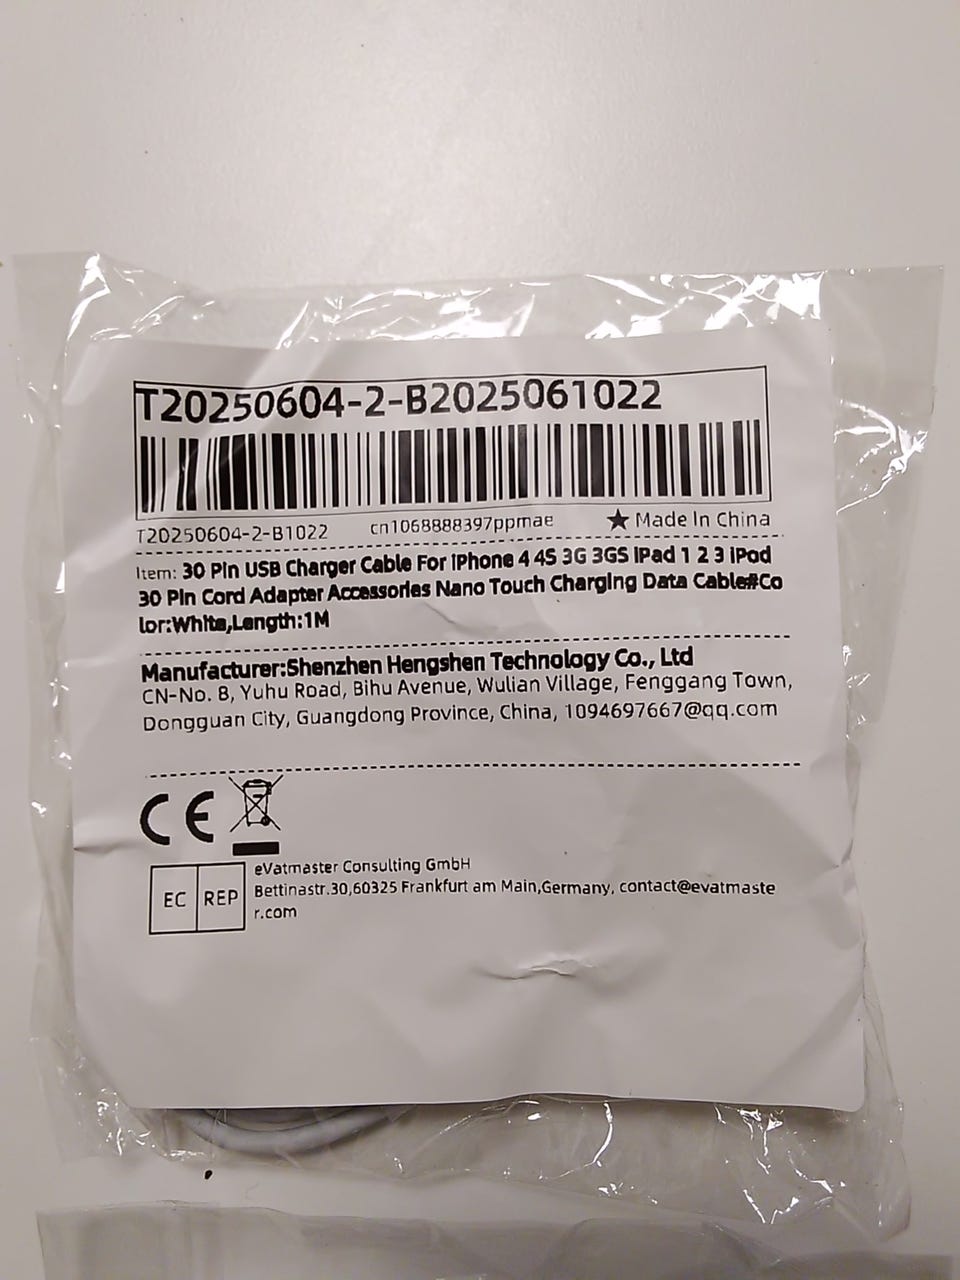 T20250604-2-B2025061022
T20250604-2-B1022 cn1068888397ppmae ★ Made In China
Item: 30 Pin USB Charger Cable For iPhone 4 4S 3G 3GS iPad 1 2 3 iPod
30 Pin Cord Adapter Accessories Nano Touch Charging Data Cable#Co
lor:White,Length:1M
Manufacturer:Shenzhen Hengshen Technology Co., Ltd
CN-No. 8, Yuhu Road, Bihu Avenue, Wulian Village, Fenggang Town,
Dongguan City, Guangdong Province, China, 1094697667@qq.com
CE
EC REP
eVatmaster Consulting GmbH
Bettinastr.30,60325 Frankfurt am Main,Germany, contact@evatmaste
r.com